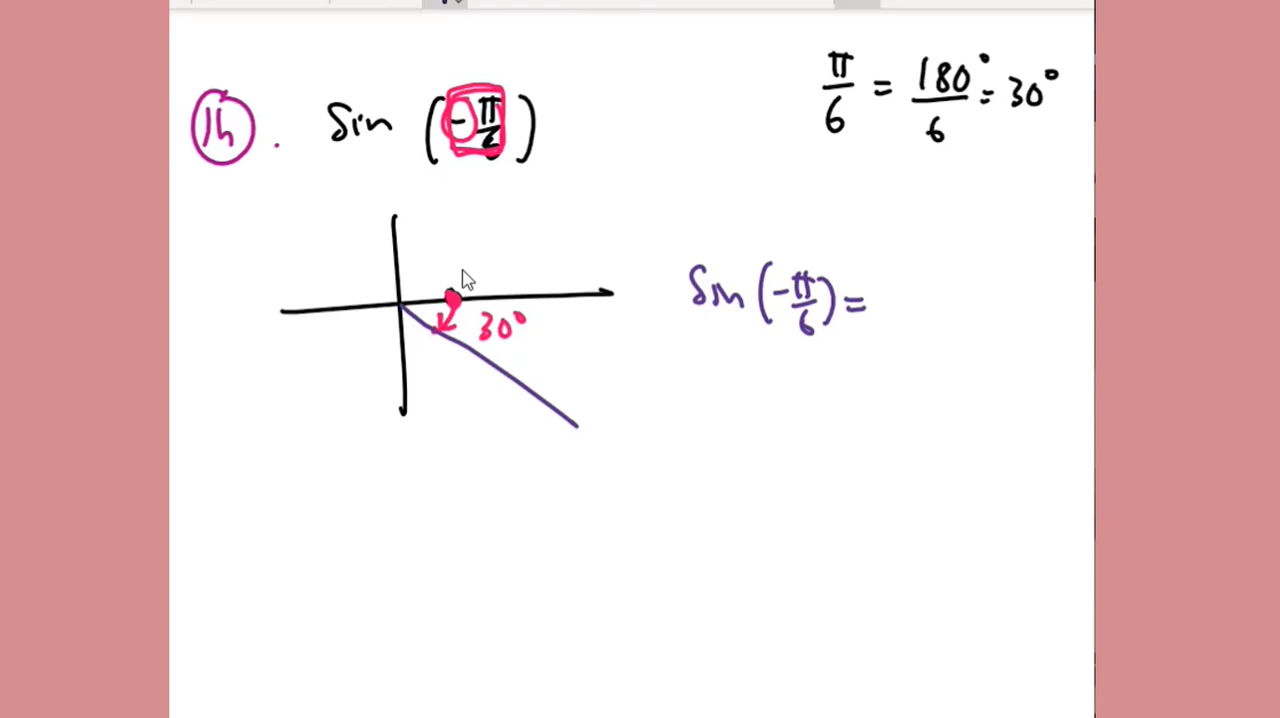 1h . Sin (-π/6)
π/6 = 180°/6 = 30°
30°
Sin (-π/6) =